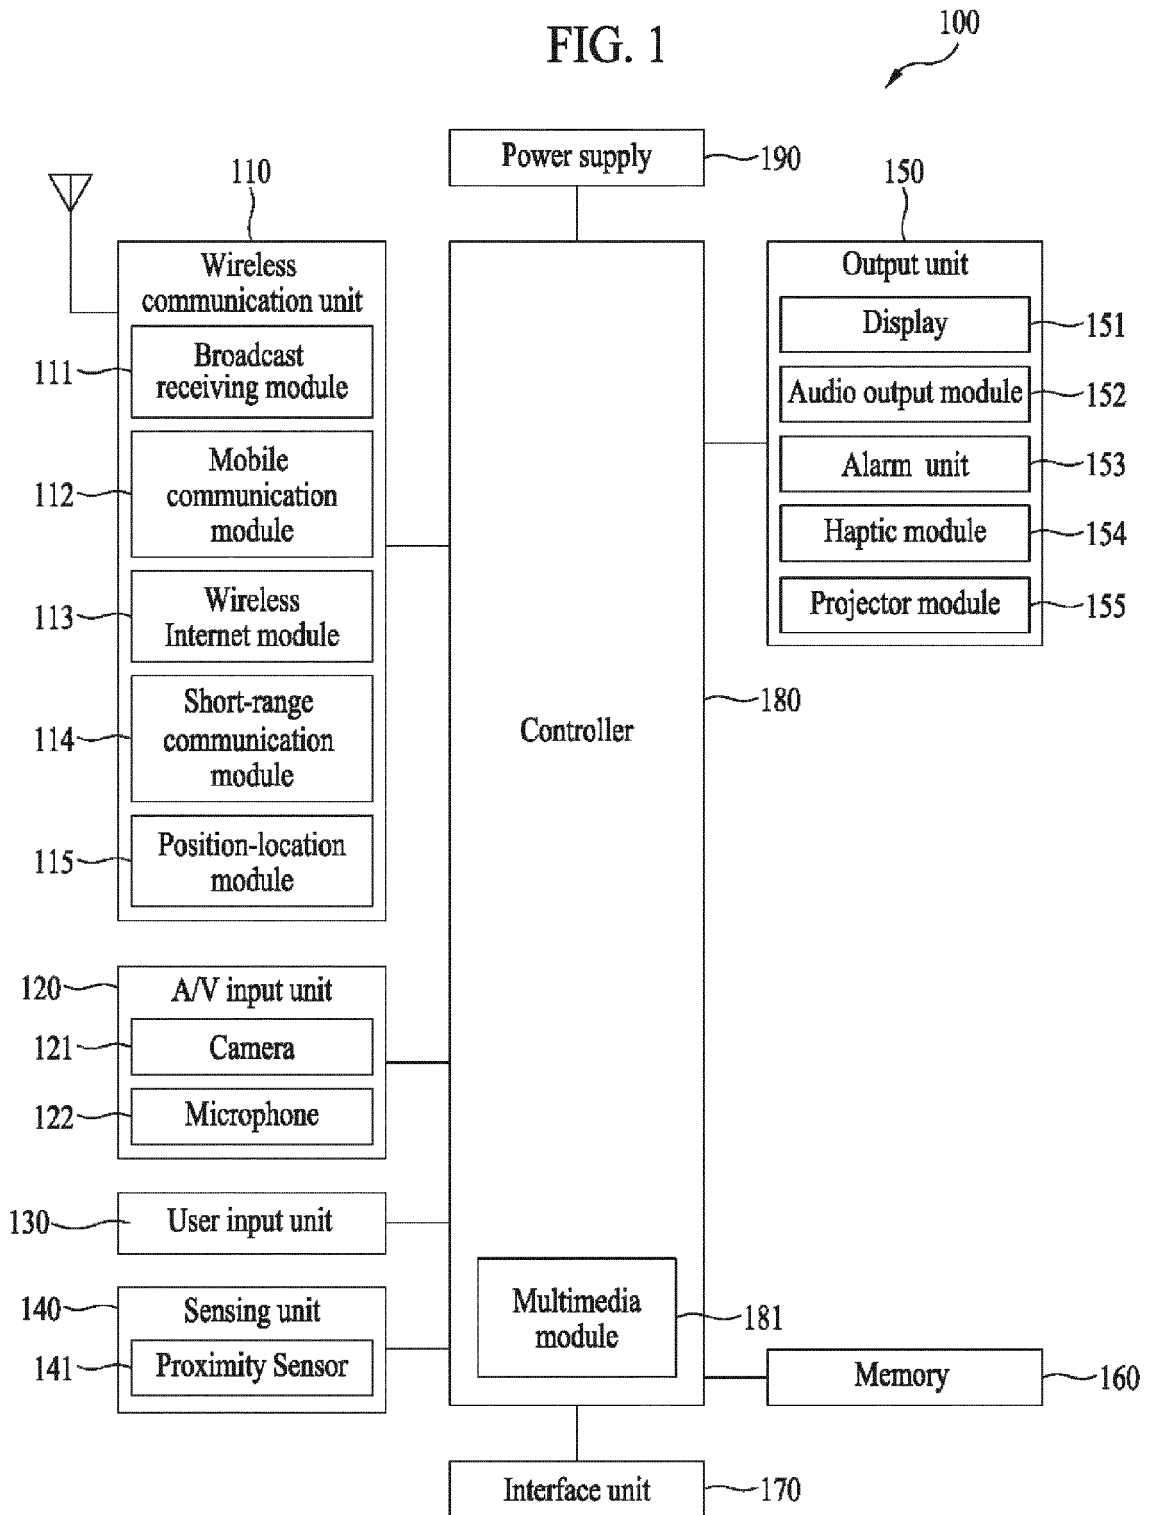 FIG. 1
100
Power supply
190
110
Wireless
communication unit
111
Broadcast
receiving module
112
Mobile
communication
module
113
Wireless
Internet module
114
Short-range
communication
module
115
Position-location
module
120
A/V input unit
121
Camera
122
Microphone
130
User input unit
140
Sensing unit
141
Proximity Sensor
Controller
180
Multimedia
module
181
150
Output unit
Display
151
Audio output module
152
Alarm unit
153
Haptic module
154
Projector module
155
Memory
160
Interface unit
170